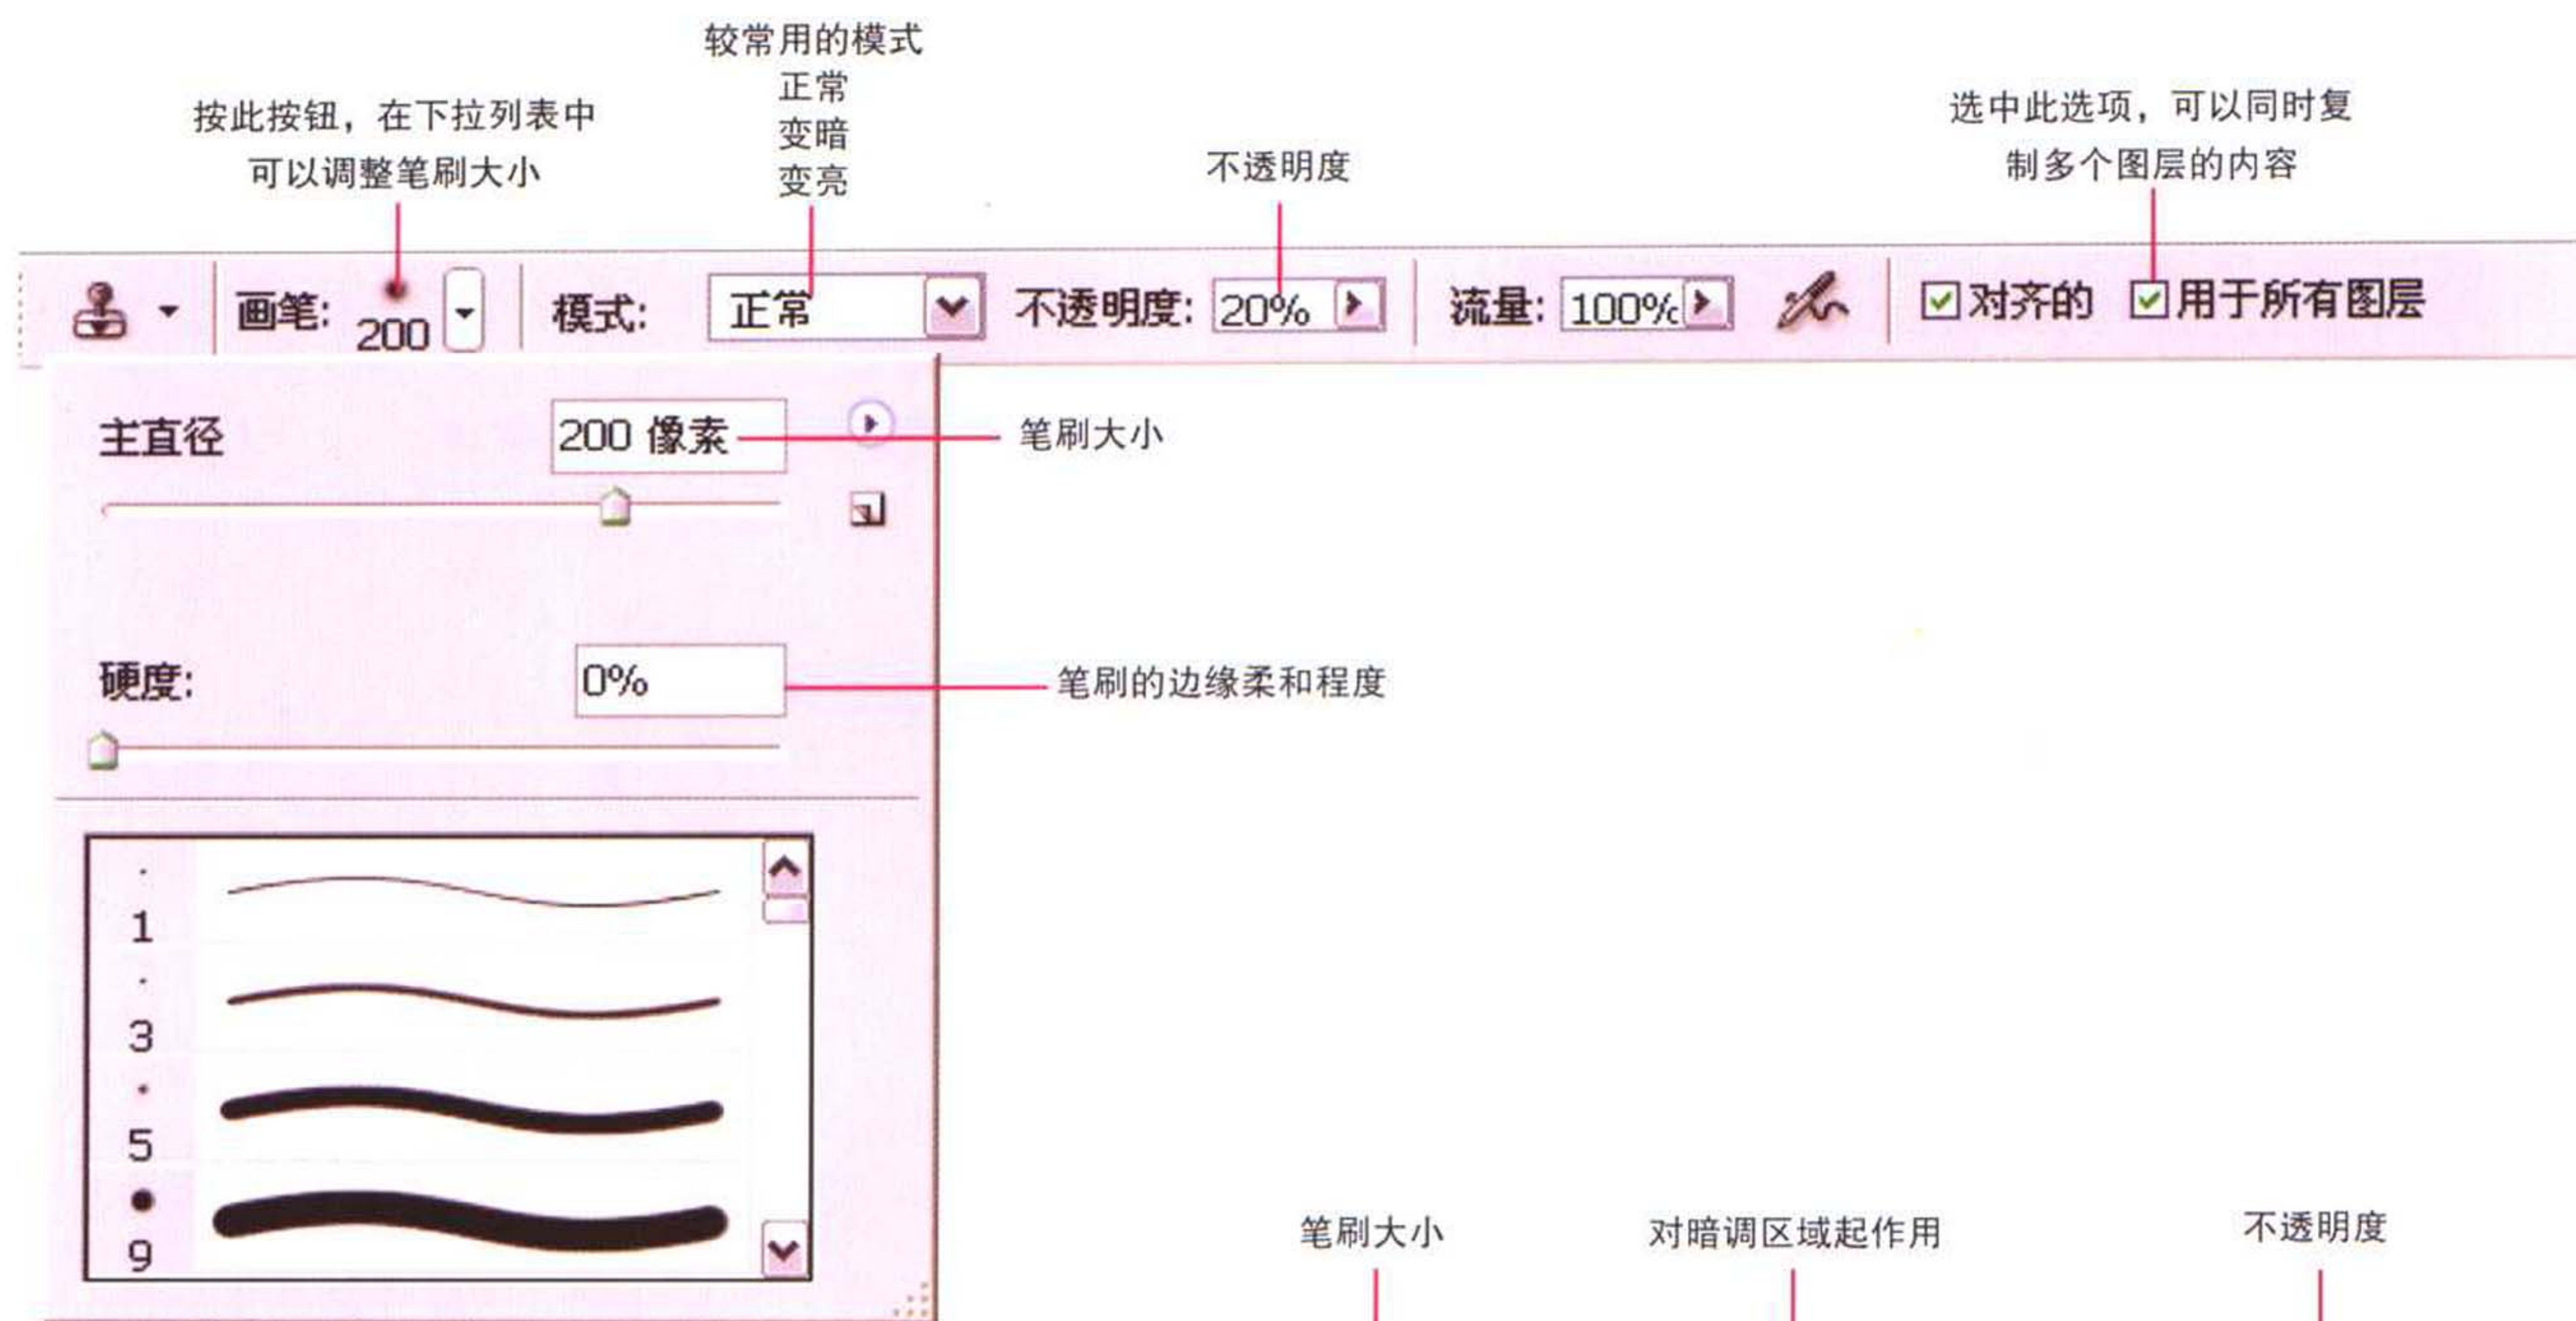 较常用的模式
正常
变暗
变亮
按此按钮，在下拉列表中
可以调整笔刷大小
不透明度
选中此选项，可以同时复
制多个图层的内容
画笔: 200 模式: 正常 不透明度: 20% 流量: 100% 对齐的 用于所有图层
主直径 200 像素 笔刷大小
硬度: 0% 笔刷的边缘柔和程度
1
3
5
9
笔刷大小 对暗调区域起作用 不透明度